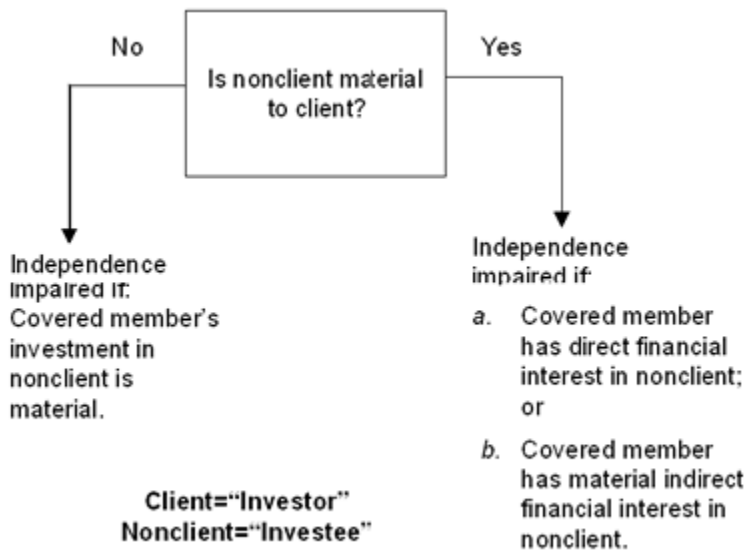 No
Yes
Is nonclient material
to client?
Independence
impaired if:
Covered member's
investment in
nonclient is
material.
Independence
impaired if:
a. Covered member
has direct financial
interest in nonclient;
or
b. Covered member
has material indirect
financial interest in
nonclient.
Client=“Investor”
Nonclient=“Investee”